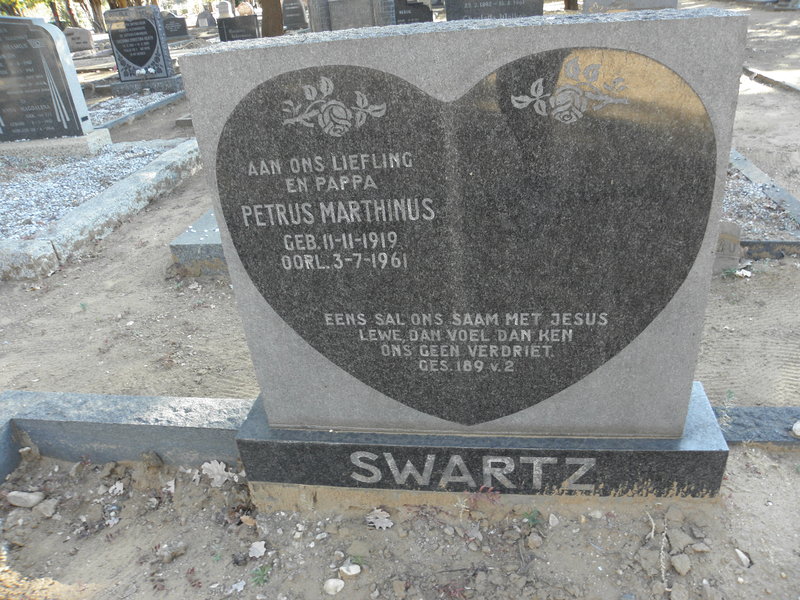 AAN ONS LIEFLING
EN PAPPA
PETRUS MARTHINUS
GEB. 11-11-1919
OORL. 3-7-1961
EENS SAL ONS SAAM MET JESUS
LEWE, DAN VOEL DAN KEN
ONS GEEN VERDRIET
GES. 189 v. 2
SWARTZ
MAGDALENA